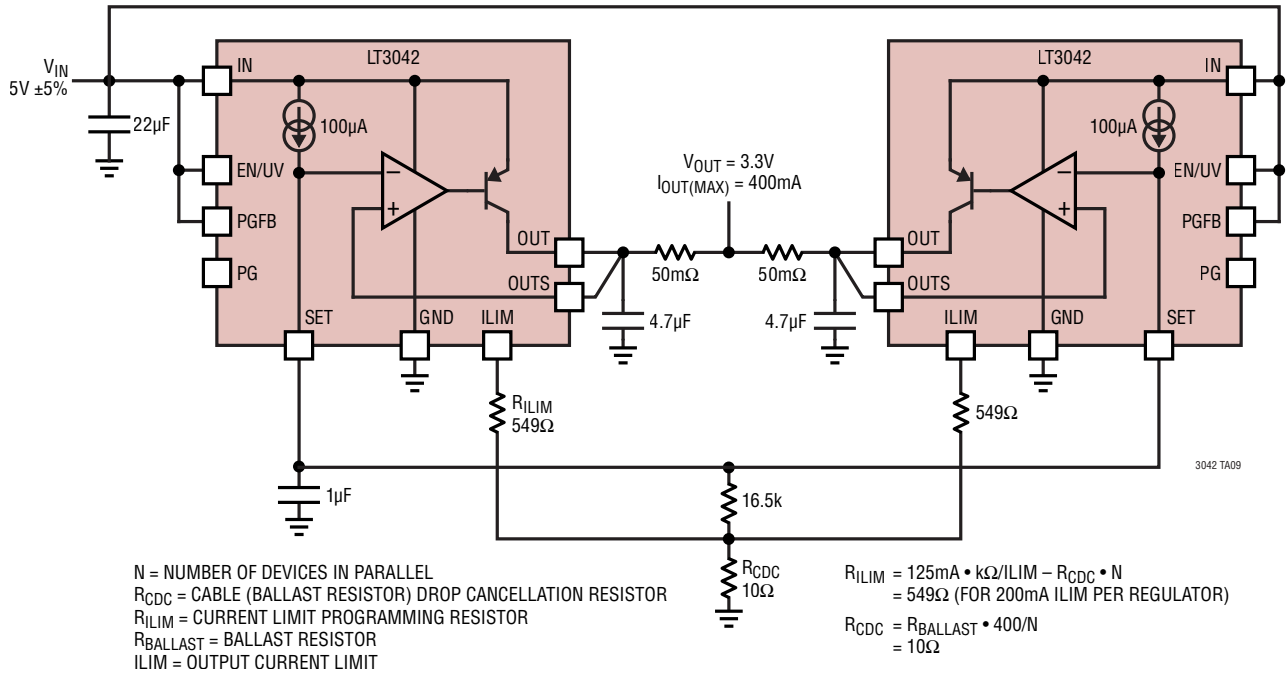 LT3042
LT3042
V_IN
5V ±5%
IN
IN
100µA
100µA
22µF
EN/UV
EN/UV
V_OUT = 3.3V
I_OUT(MAX) = 400mA
–
+
–
+
PGFB
PGFB
OUT
OUT
PG
PG
50mΩ
50mΩ
OUTS
OUTS
SET
GND
ILIM
4.7µF
4.7µF
ILIM
GND
SET
R_ILIM
549Ω
549Ω
3042 TA09
1µF
16.5k
R_CDC
10Ω
N = NUMBER OF DEVICES IN PARALLEL
R_CDC = CABLE (BALLAST RESISTOR) DROP CANCELLATION RESISTOR
R_ILIM = CURRENT LIMIT PROGRAMMING RESISTOR
R_BALLAST = BALLAST RESISTOR
ILIM = OUTPUT CURRENT LIMIT
R_ILIM = 125mA • kΩ/ILIM – R_CDC • N
= 549Ω (FOR 200mA ILIM PER REGULATOR)
R_CDC = R_BALLAST • 400/N
= 10Ω